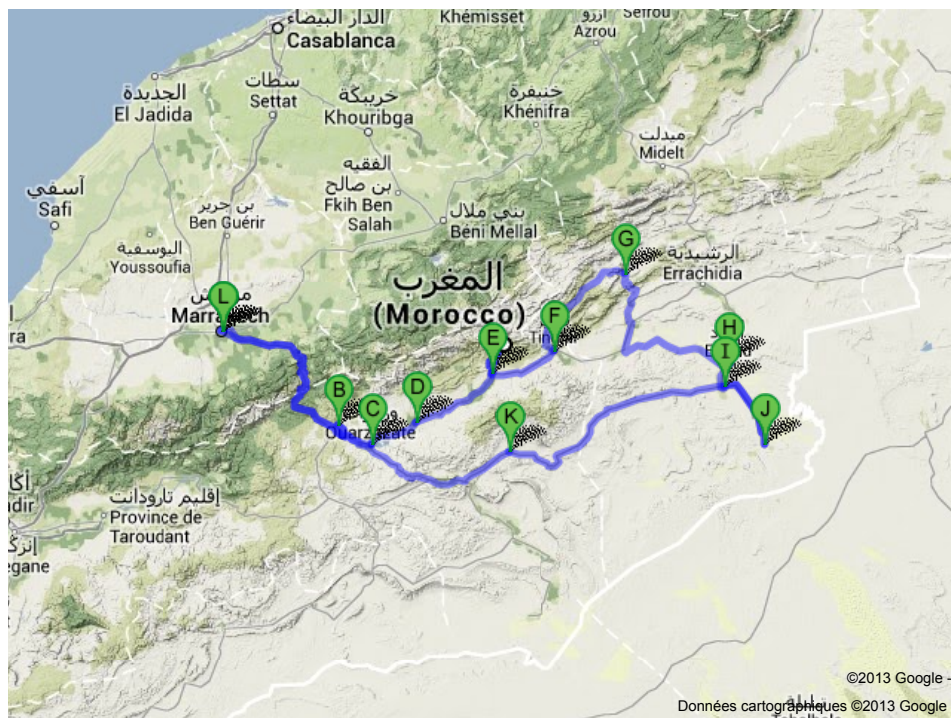 الدار البيضاء
Casablanca
Khémisset
أزرو
Azrou
Sefrou
الجديدة
El Jadida
سطات
Settat
خريبكة
Khouribga
خنيفرة
Khénifra
ميدلت
Midelt
آسفي
Safi
بن جرير
Ben Guérir
الفقيه
بن صالح
Fkih Ben
Salah
بني ملال
Béni Mellal
اليوسفية
Youssoufia
الرشيدية
Errachidia
المغرب
(Morocco)
G
L
F
H
E
I
B
C
D
K
J
Ouarzazate
إقليم تارودانت
Province de
Taroudant
©2013 Google -
Données cartographiques ©2013 Google